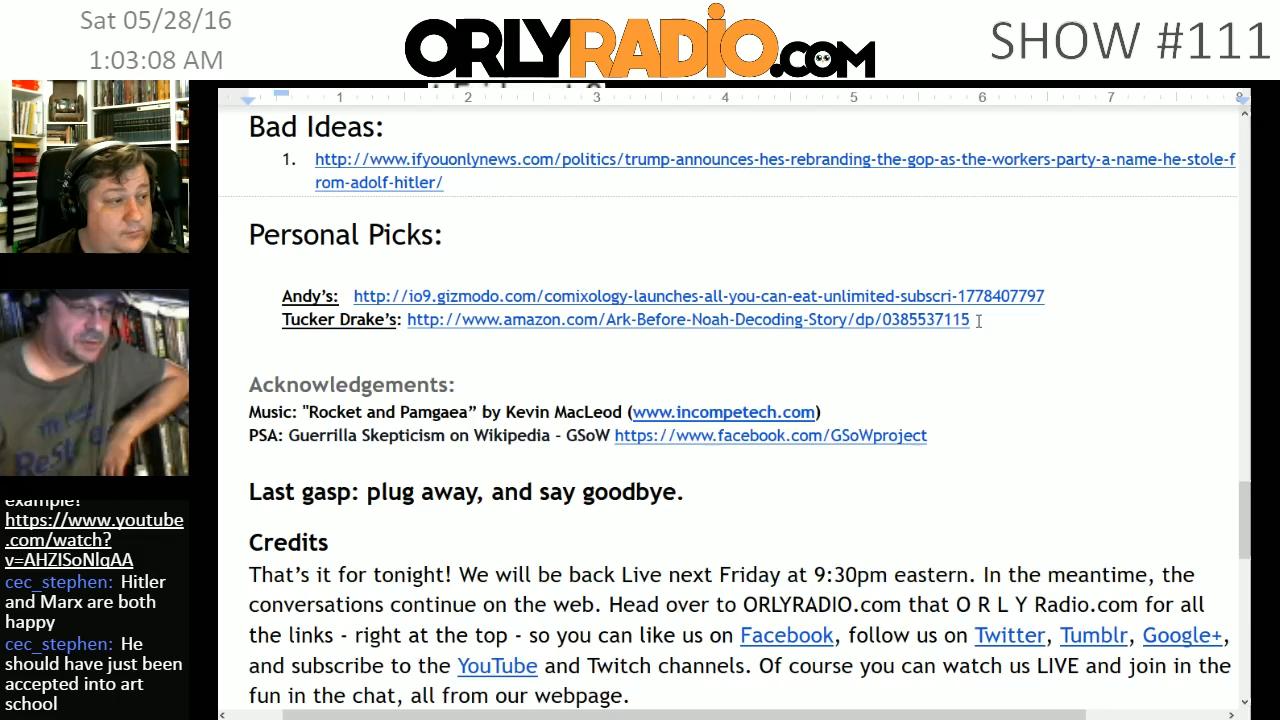 Sat 05/28/16
1:03:08 AM
ORLYRADIO.COM
SHOW #111
1 2 3 4 5 6 7 8
Bad Ideas:
1. http://www.ifyouonlynews.com/politics/trump-announces-hes-rebranding-the-gop-as-the-workers-party-a-name-he-stole-f
rom-adolf-hitler/
Personal Picks:
Andy's: http://io9.gizmodo.com/comixology-launches-all-you-can-eat-unlimited-subscri-1778407797
Tucker Drake's: http://www.amazon.com/Ark-Before-Noah-Decoding-Story/dp/0385537115
Acknowledgements:
Music: "Rocket and Pamgaea” by Kevin MacLeod (www.incompetech.com)
PSA: Guerrilla Skepticism on Wikipedia - GSoW https://www.facebook.com/GSoWproject
Last gasp: plug away, and say goodbye.
Credits
That’s it for tonight! We will be back Live next Friday at 9:30pm eastern. In the meantime, the
conversations continue on the web. Head over to ORLYRADIO.com that O R L Y Radio.com for all
the links - right at the top - so you can like us on Facebook, follow us on Twitter, Tumblr, Google+,
and subscribe to the YouTube and Twitch channels. Of course you can watch us LIVE and join in the
fun in the chat, all from our webpage.
example!
https://www.youtube
.com/watch?
v=AHZISoNlqAA
cec_stephen: Hitler
and Marx are both
happy
cec_stephen: He
should have just been
accepted into art
school